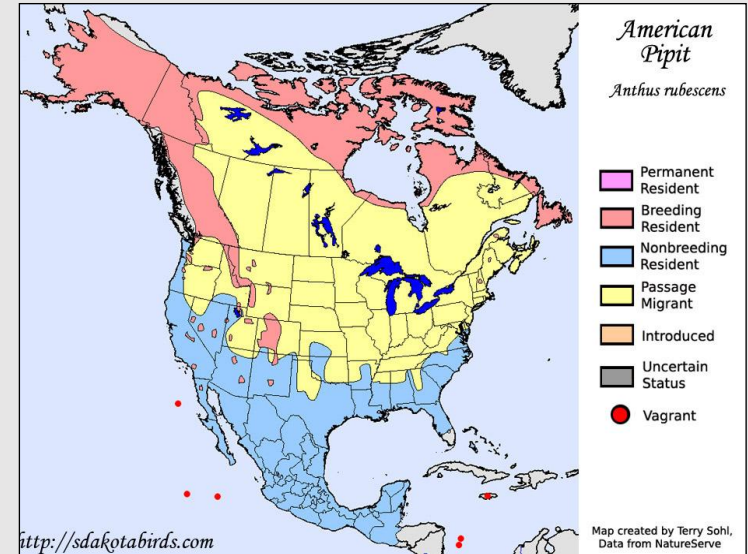 American
Pipit
Anthus rubescens
Permanent
Resident
Breeding
Resident
Nonbreeding
Resident
Passage
Migrant
Introduced
Uncertain
Status
Vagrant
Map created by Terry Sohl,
Data from NatureServe
http://sdakotabirds.com